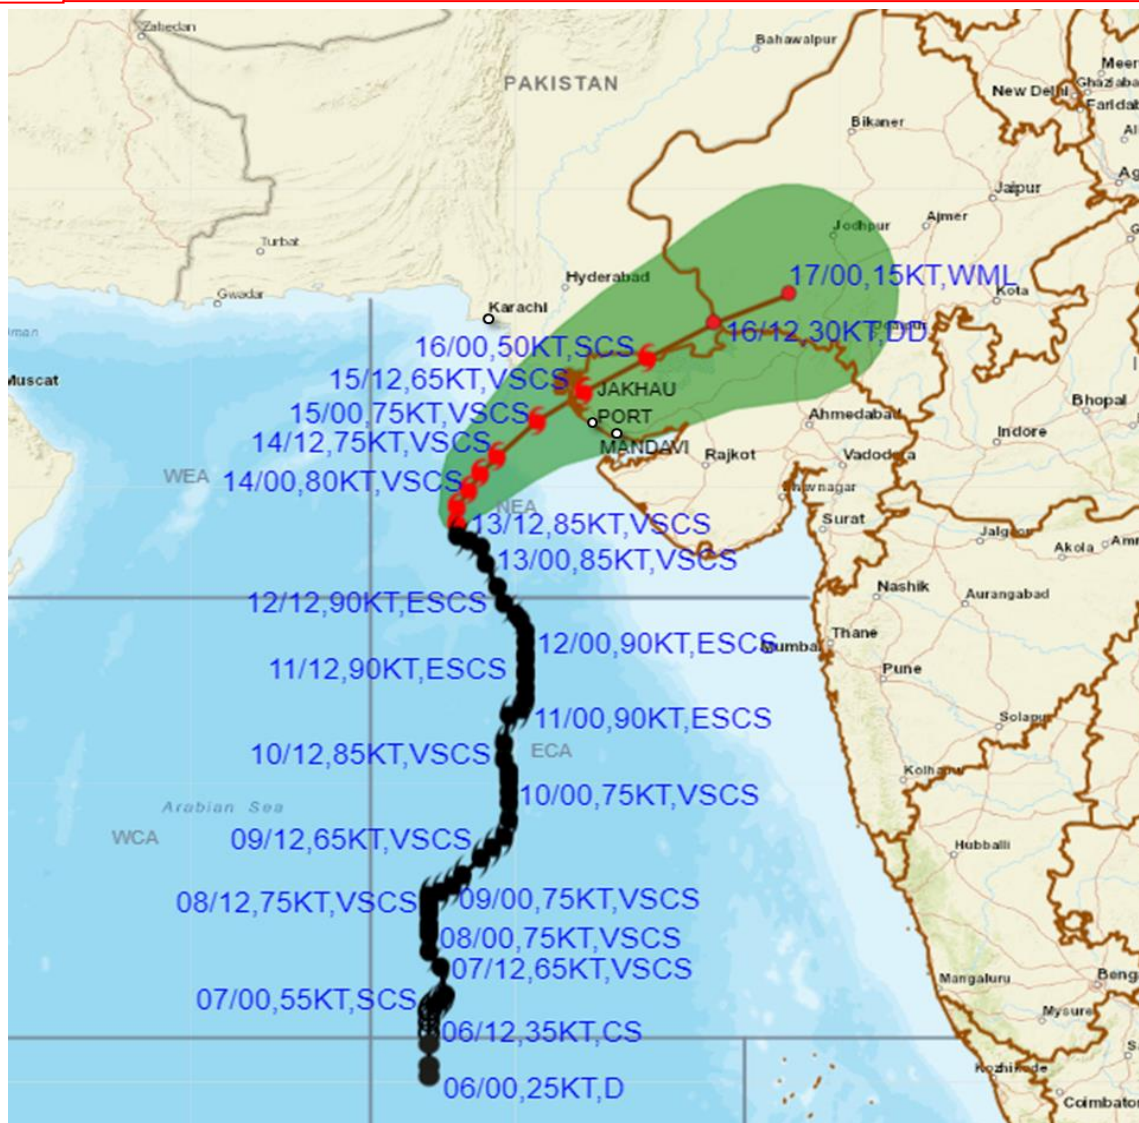 Zahedan
Bahawalpur
PAKISTAN
New Delhi
Bikaner
Jaipur
Turbat
Ajmer
Jodhpur
Hyderabad
17/00,15KT,WML
Gwadar
Kota
Karachi
16/12,30KT,DD
16/00,50KT,SCS
Muscat
15/12,65KT,VSCS
JAKHAU
PORT
15/00,75KT,VSCS
Ahmedabad
Bhopal
14/12,75KT,VSCS
MANDAVI
Indore
Rajkot
Vadodara
WEA
14/00,80KT,VSCS
NEA
13/12,85KT,VSCS
Surat
Jalgaon
Akola
13/00,85KT,VSCS
Nashik
Aurangabad
12/12,90KT,ESCS
12/00,90KT,ESCS
Mumbai
Thane
11/12,90KT,ESCS
Pune
11/00,90KT,ESCS
Solapur
10/12,85KT,VSCS
ECA
Kolhapur
10/00,75KT,VSCS
Arabian Sea
WCA
09/12,65KT,VSCS
Hubballi
08/12,75KT,VSCS
09/00,75KT,VSCS
08/00,75KT,VSCS
07/12,65KT,VSCS
Mangaluru
Beng
07/00,55KT,SCS
Mysuru
06/12,35KT,CS
Kozhikode
06/00,25KT,D
Coimbator